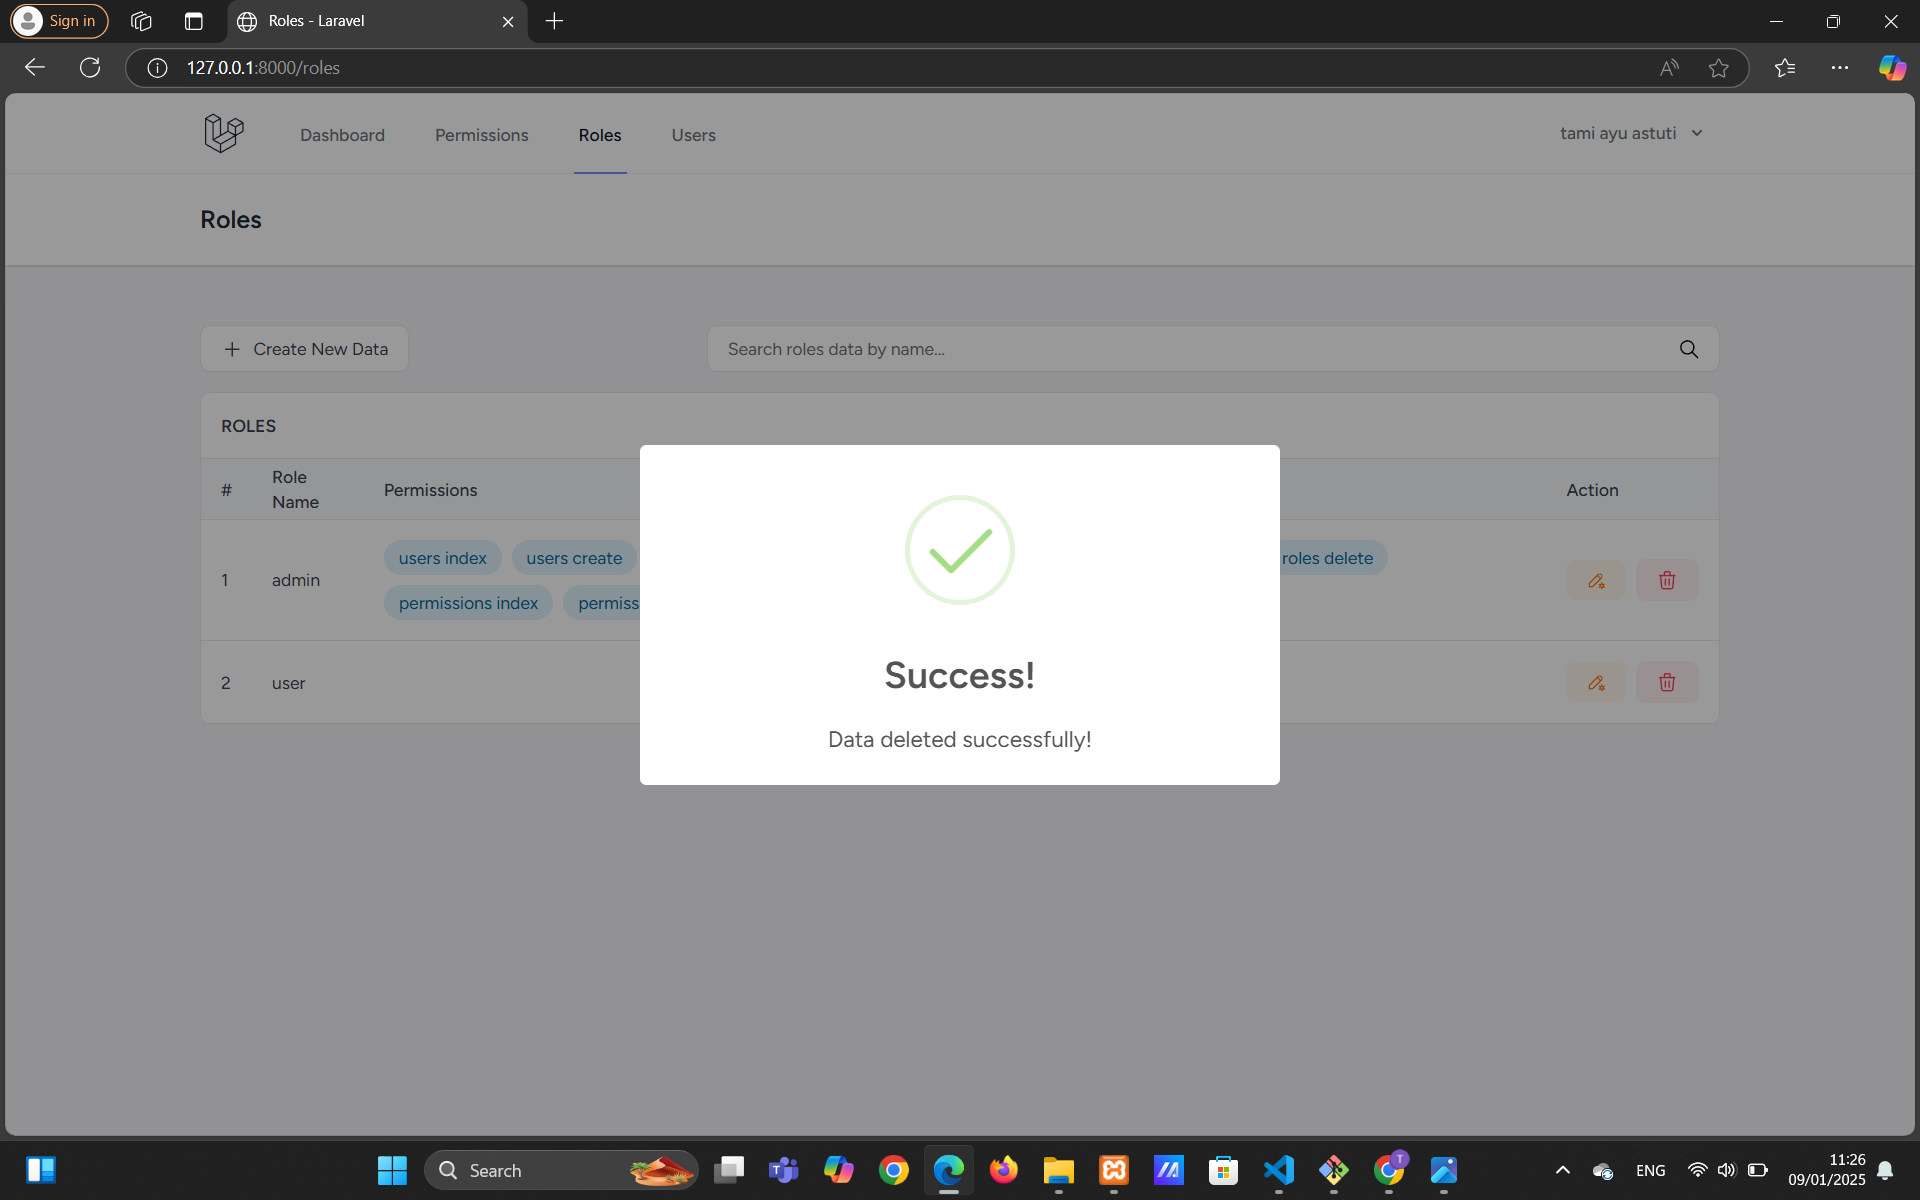 Sign in
Roles - Laravel
127.0.0.1:8000/roles
Dashboard Permissions Roles Users
tami ayu astuti
Roles
Create New Data
Search roles data by name...
ROLES
# Role Name Permissions Action
1 admin users index users create roles delete
permissions index permiss
2 user
Success!
Data deleted successfully!
Search
ENG
11:26
09/01/2025